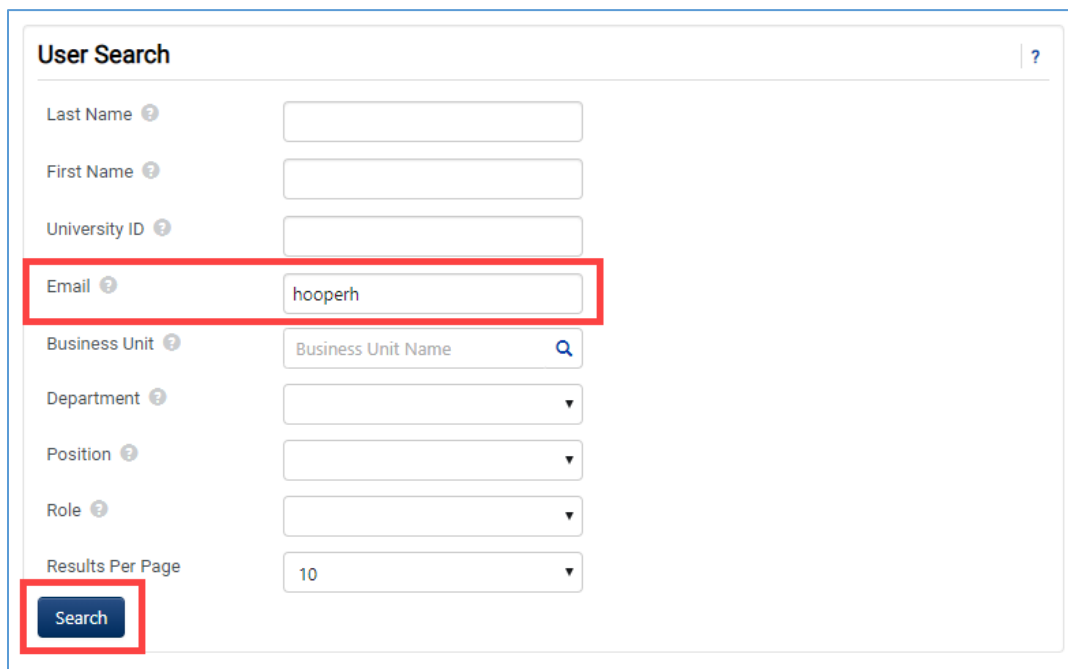 User Search ?
Last Name ?
First Name ?
University ID ?
Email ? hooperh
Business Unit ? Business Unit Name
Department ?
Position ?
Role ?
Results Per Page 10
Search